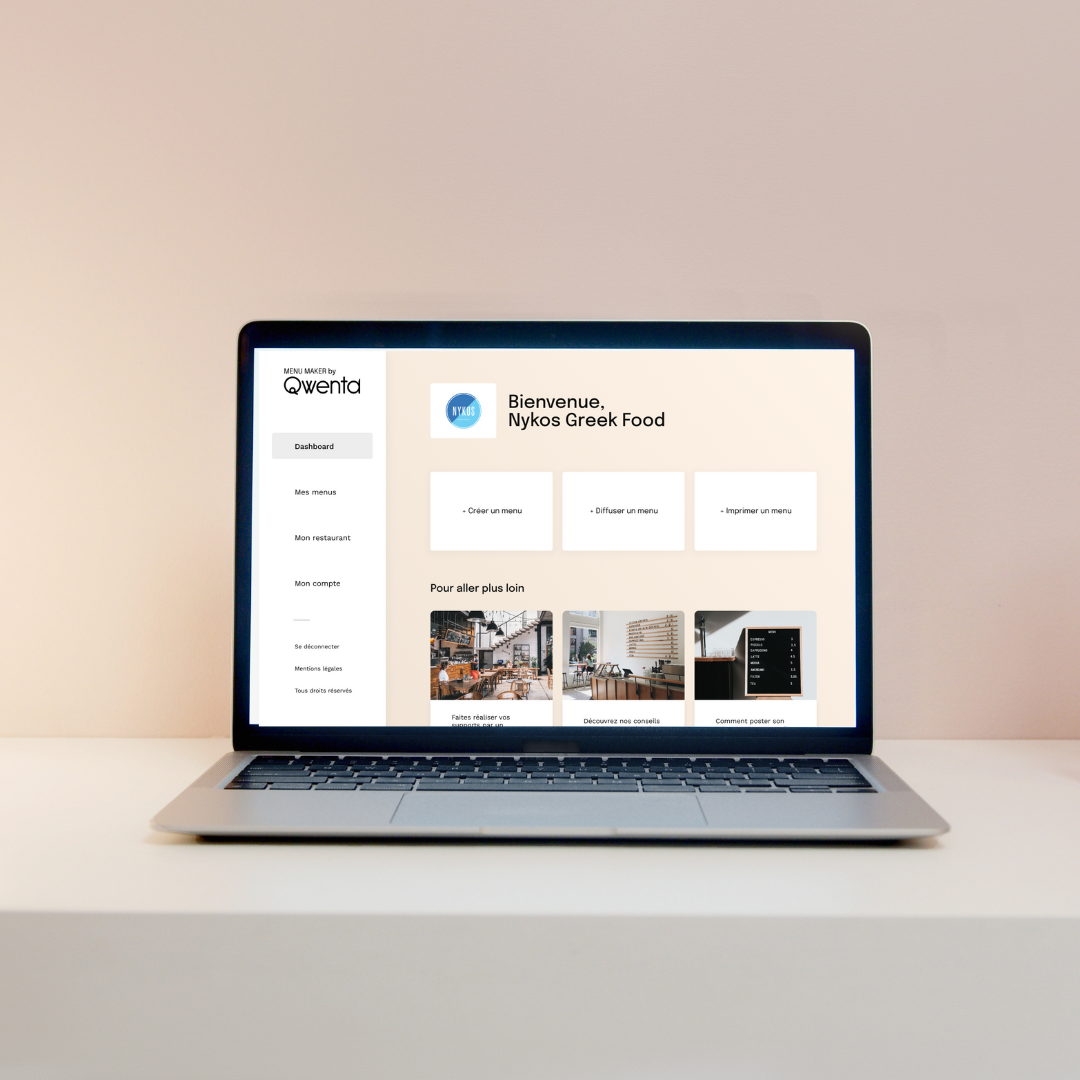 MENU MAKER by
Qwenta
Dashboard
Mes menus
Mon restaurant
Mon compte
Se déconnecter
Mentions légales
Tous droits réservés
NYKOS
Bienvenue,
Nykos Greek Food
+ Créer un menu
+ Diffuser un menu
+ Imprimer un menu
Pour aller plus loin
Faites réaliser vos
supports par un
Découvrez nos conseils
Comment poster son